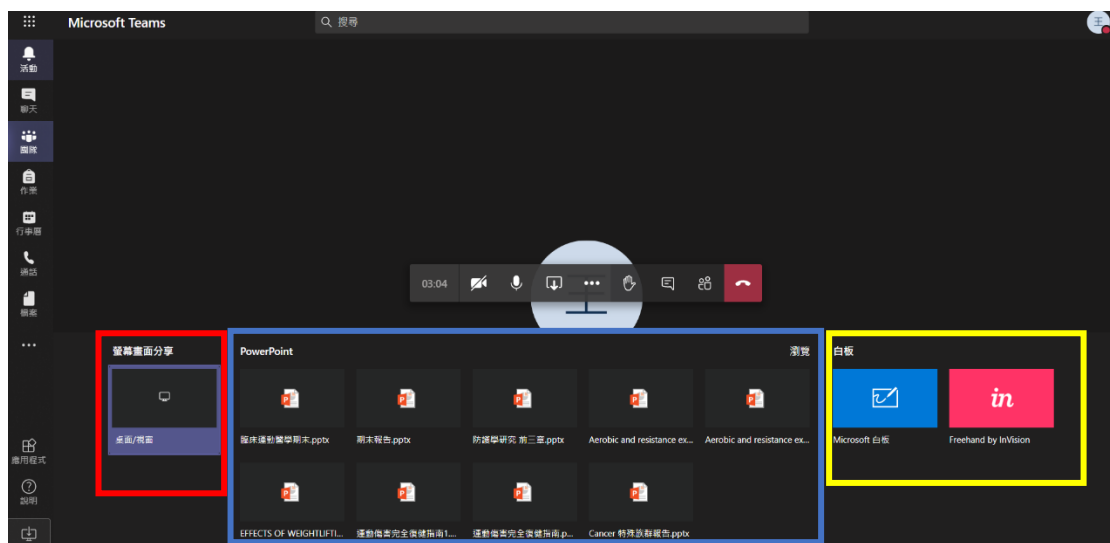 Microsoft Teams
搜尋
王
活動
聊天
團隊
作業
行事曆
通話
檔案
應用程式
說明
03:04
螢幕畫面分享
桌面/視窗
PowerPoint
瀏覽
臨床運動醫學期末.pptx
期末報告.pptx
防護學研究 前三章.pptx
Aerobic and resistance ex...
Aerobic and resistance ex...
EFFECTS OF WEIGHTLIFTI...
運動傷害完全復健指南1....
運動傷害完全復健指南.p...
Cancer 特殊族群報告.pptx
白板
in
Microsoft 白板
Freehand by InVision